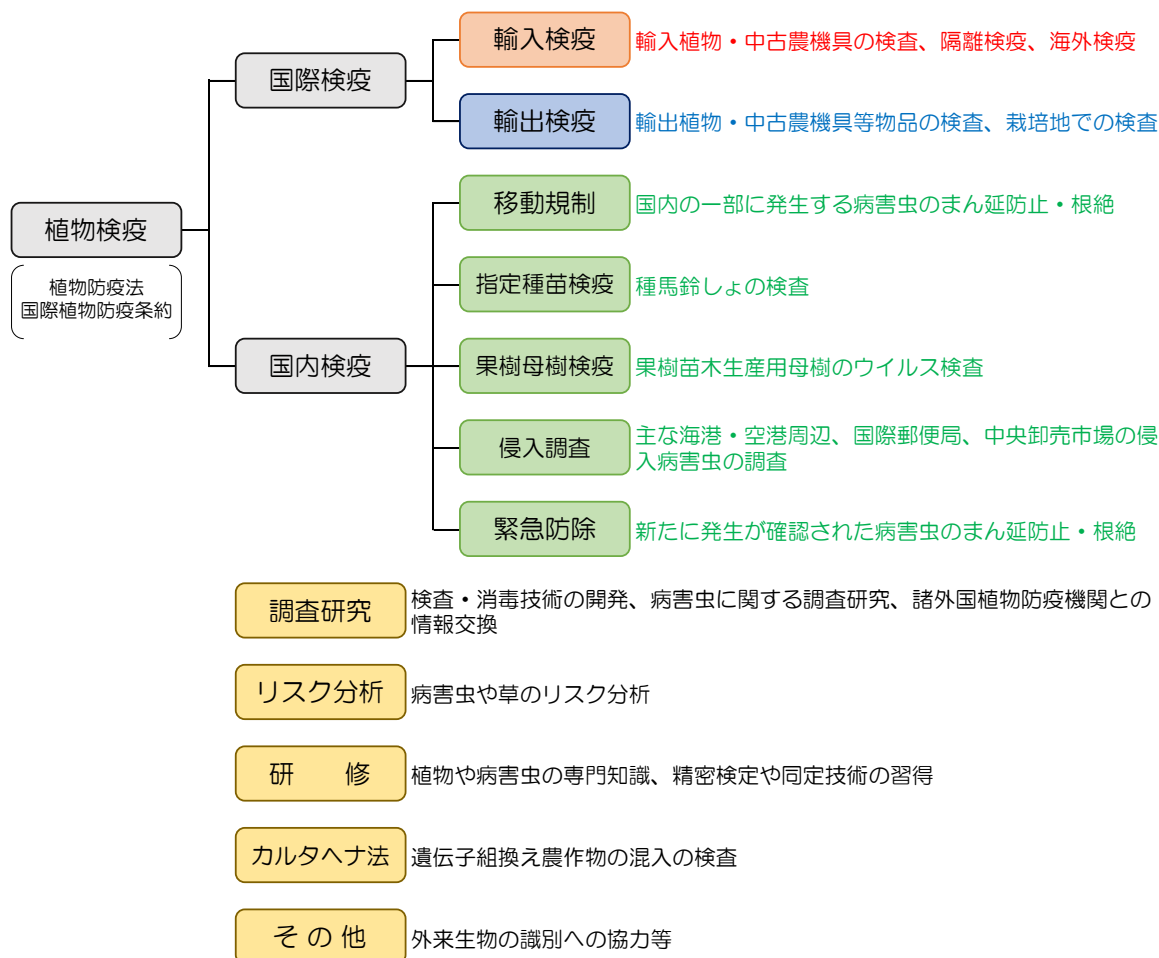 輸入検疫
輸入植物・中古農機具の検査、隔離検疫、海外検疫
国際検疫
輸出検疫
輸出植物・中古農機具等物品の検査、栽培地での検査
移動規制
国内の一部に発生する病害虫のまん延防止・根絶
植物検疫
植物防疫法
国際植物防疫条約
指定種苗検疫
種馬鈴しょの検査
国内検疫
果樹母樹検疫
果樹苗木生産用母樹のウイルス検査
侵入調査
主な海港・空港周辺、国際郵便局、中央卸売市場の侵
入病害虫の調査
緊急防除
新たに発生が確認された病害虫のまん延防止・根絶
調査研究
検査・消毒技術の開発、病害虫に関する調査研究、諸外国植物防疫機関との
情報交換
リスク分析
病害虫や草のリスク分析
研　　修
植物や病害虫の専門知識、精密検定や同定技術の習得
カルタヘナ法
遺伝子組換え農作物の混入の検査
そ の 他
外来生物の識別への協力等